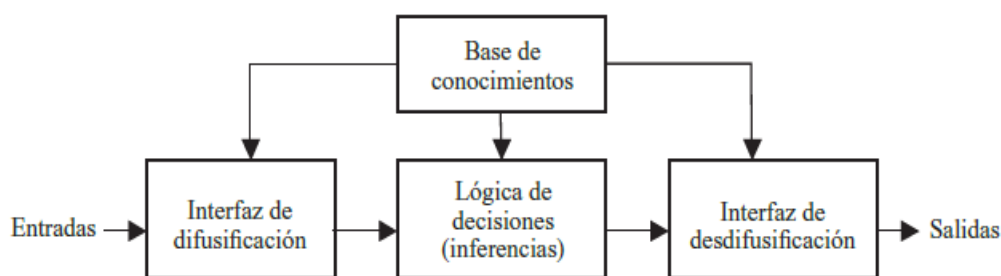 Base de
conocimientos
Entradas
Interfaz de
difusificación
Lógica de
decisiones
(inferencias)
Interfaz de
desdifusificación
Salidas